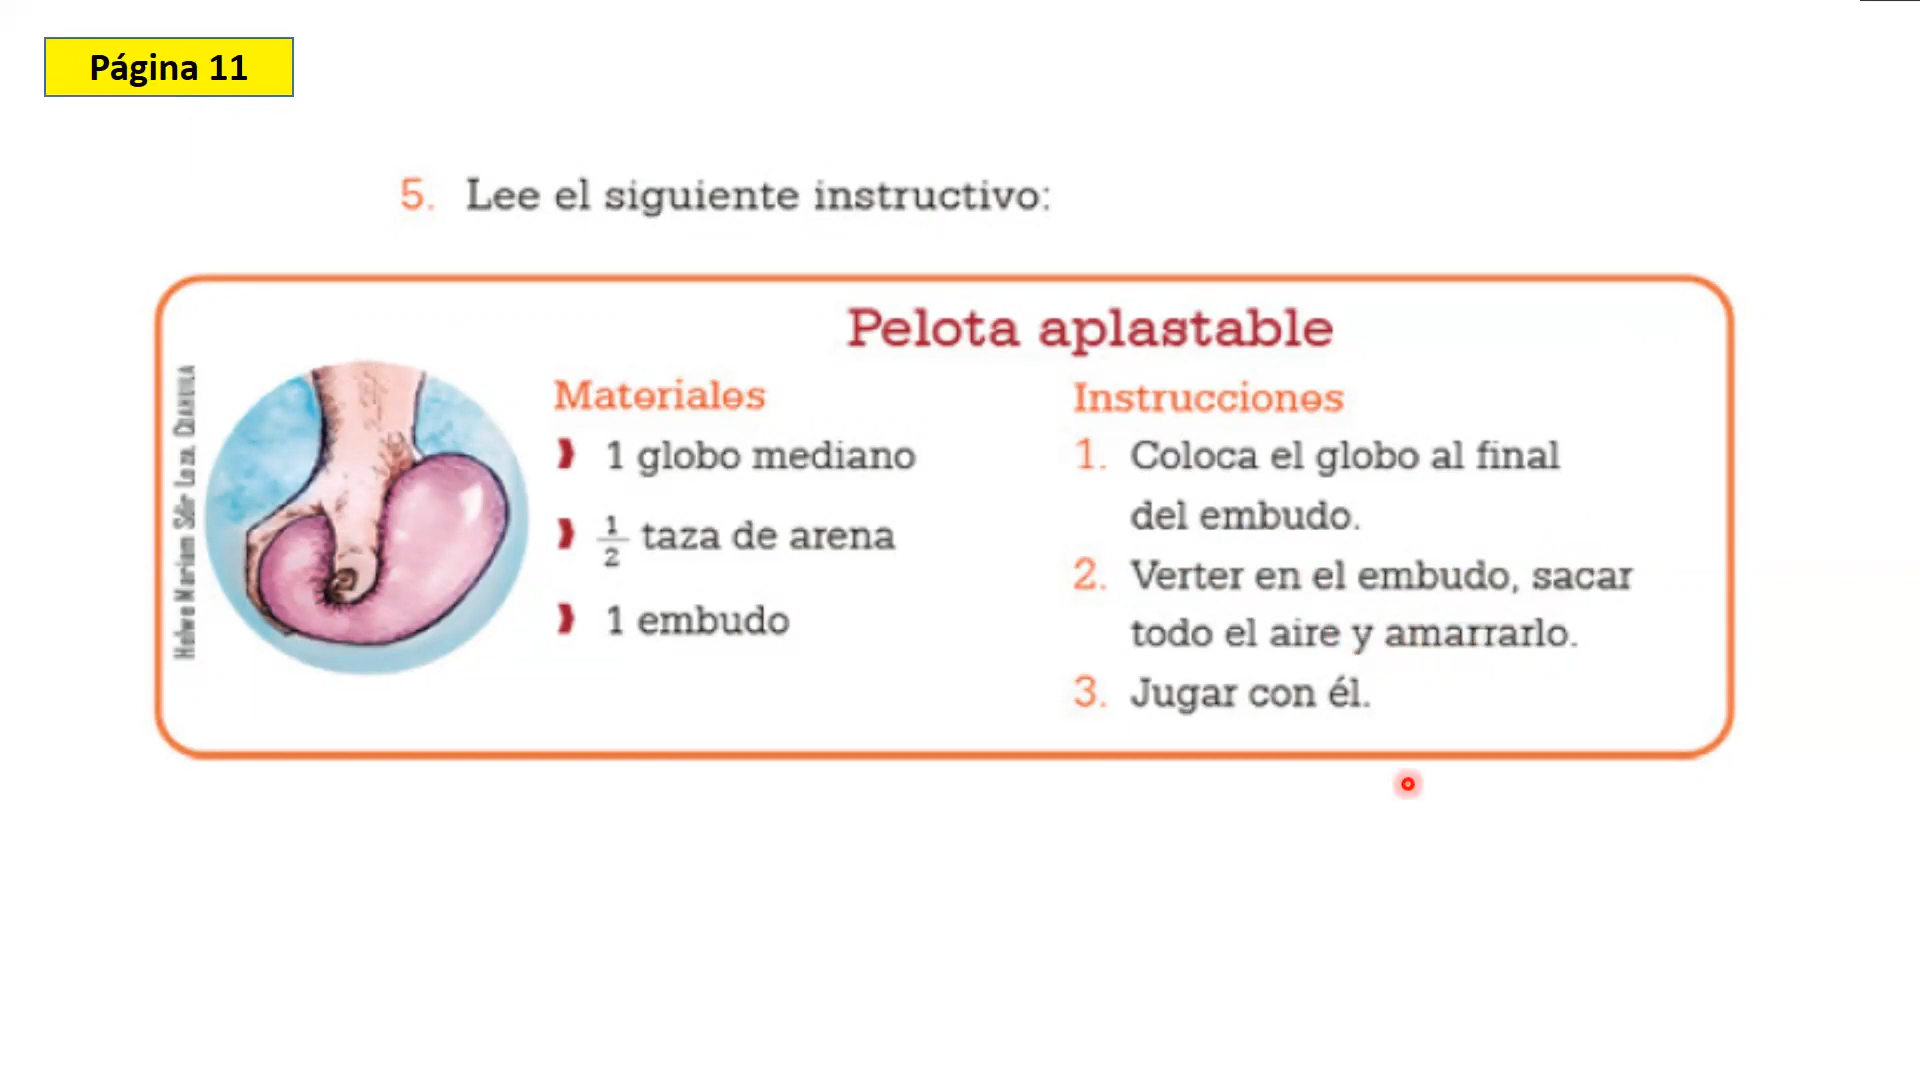 Página 11
5. Lee el siguiente instructivo:
Pelota aplastable
Materiales
1 globo mediano
1/2 taza de arena
1 embudo
Instrucciones
1. Coloca el globo al final
del embudo.
2. Verter en el embudo, sacar
todo el aire y amarrarlo.
3. Jugar con él.
Mariam